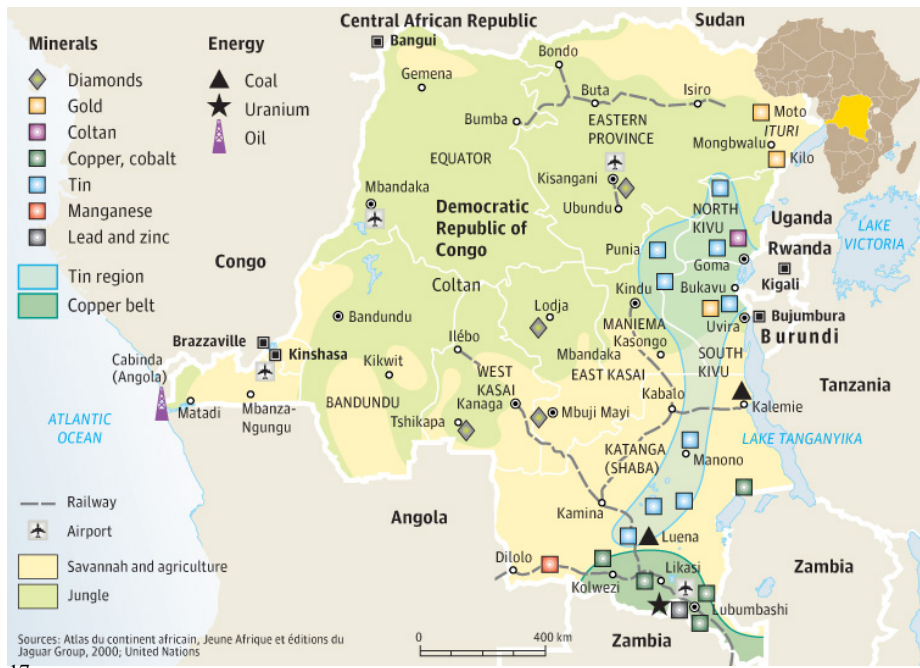 Minerals
Diamonds
Gold
Coltan
Copper, cobalt
Tin
Manganese
Lead and zinc
Tin region
Copper belt
Energy
Coal
Uranium
Oil
Central African Republic
Bangui
Sudan
Gemena
Bondo
Buta
Isiro
Bumba
EASTERN
PROVINCE
Moto
ITURI
Mongbwalu
Kilo
EQUATOR
Kisangani
Mbandaka
Ubundu
Democratic
Republic of
Congo
NORTH
KIVU
Uganda
LAKE
VICTORIA
Congo
Punia
Rwanda
Goma
Kigali
Coltan
Bukavu
Kindu
Lodja
Bandundu
Bujumbura
Uvira
Burundi
MANIEMA
Kasongo
Brazzaville
Ilébo
Kinshasa
Cabinda
(Angola)
Kikwit
Mbandaka
EAST KASAI
SOUTH
KIVU
WEST
KASAI
Kanaga
Tanzania
BANDUNDU
Matadi
Mbanza-
Ngungu
Tshikapa
Mbuji Mayi
Kabalo
Kalemie
ATLANTIC
OCEAN
LAKE TANGANYIKA
KATANGA
(SHABA)
Manono
Railway
Airport
Savannah and agriculture
Jungle
Angola
Kamina
Luena
Dilolo
Kolwezi
Likasi
Lubumbashi
Zambia
Zambia
0 400 km
Sources: Atlas du continent africain, Jeune Afrique et éditions du
Jaguar Group, 2000; United Nations